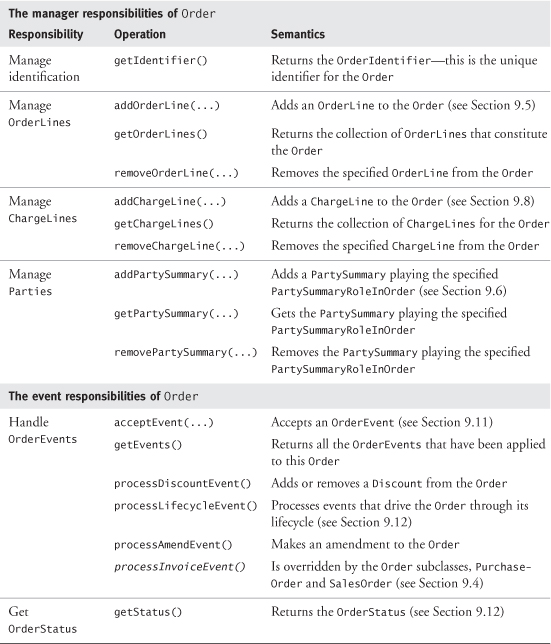 The manager responsibilities of Order
Responsibility Operation Semantics
Manage identification getIdentifier() Returns the OrderIdentifier—this is the unique
identifier for the Order
Manage OrderLines addOrderLine(...) Adds an OrderLine to the Order (see Section 9.5)
getOrderLines() Returns the collection of OrderLines that constitute
the Order
removeOrderLine(...) Removes the specified OrderLine from the Order
Manage ChargeLines addChargeLine(...) Adds a ChargeLine to the Order (see Section 9.8)
getChargeLines() Returns the collection of ChargeLines for the Order
removeChargeLine(...) Removes the specified ChargeLine from the Order
Manage Parties addPartySummary(...) Adds a PartySummary playing the specified
PartySummaryRoleInOrder (see Section 9.6)
getPartySummary(...) Gets the PartySummary playing the specified
PartySummaryRoleInOrder
removePartySummary(...) Removes the PartySummary playing the specified
PartySummaryRoleInOrder
The event responsibilities of Order
Handle OrderEvents acceptEvent(...) Accepts an OrderEvent (see Section 9.11)
getEvents() Returns all the OrderEvents that have been applied
to this Order
processDiscountEvent() Adds or removes a Discount from the Order
processLifecycleEvent() Processes events that drive the Order through its
lifecycle (see Section 9.12)
processAmendEvent() Makes an amendment to the Order
processInvoiceEvent() Is overridden by the Order subclasses, Purchase-
Order and SalesOrder (see Section 9.4)
Get OrderStatus getStatus() Returns the OrderStatus (see Section 9.12)